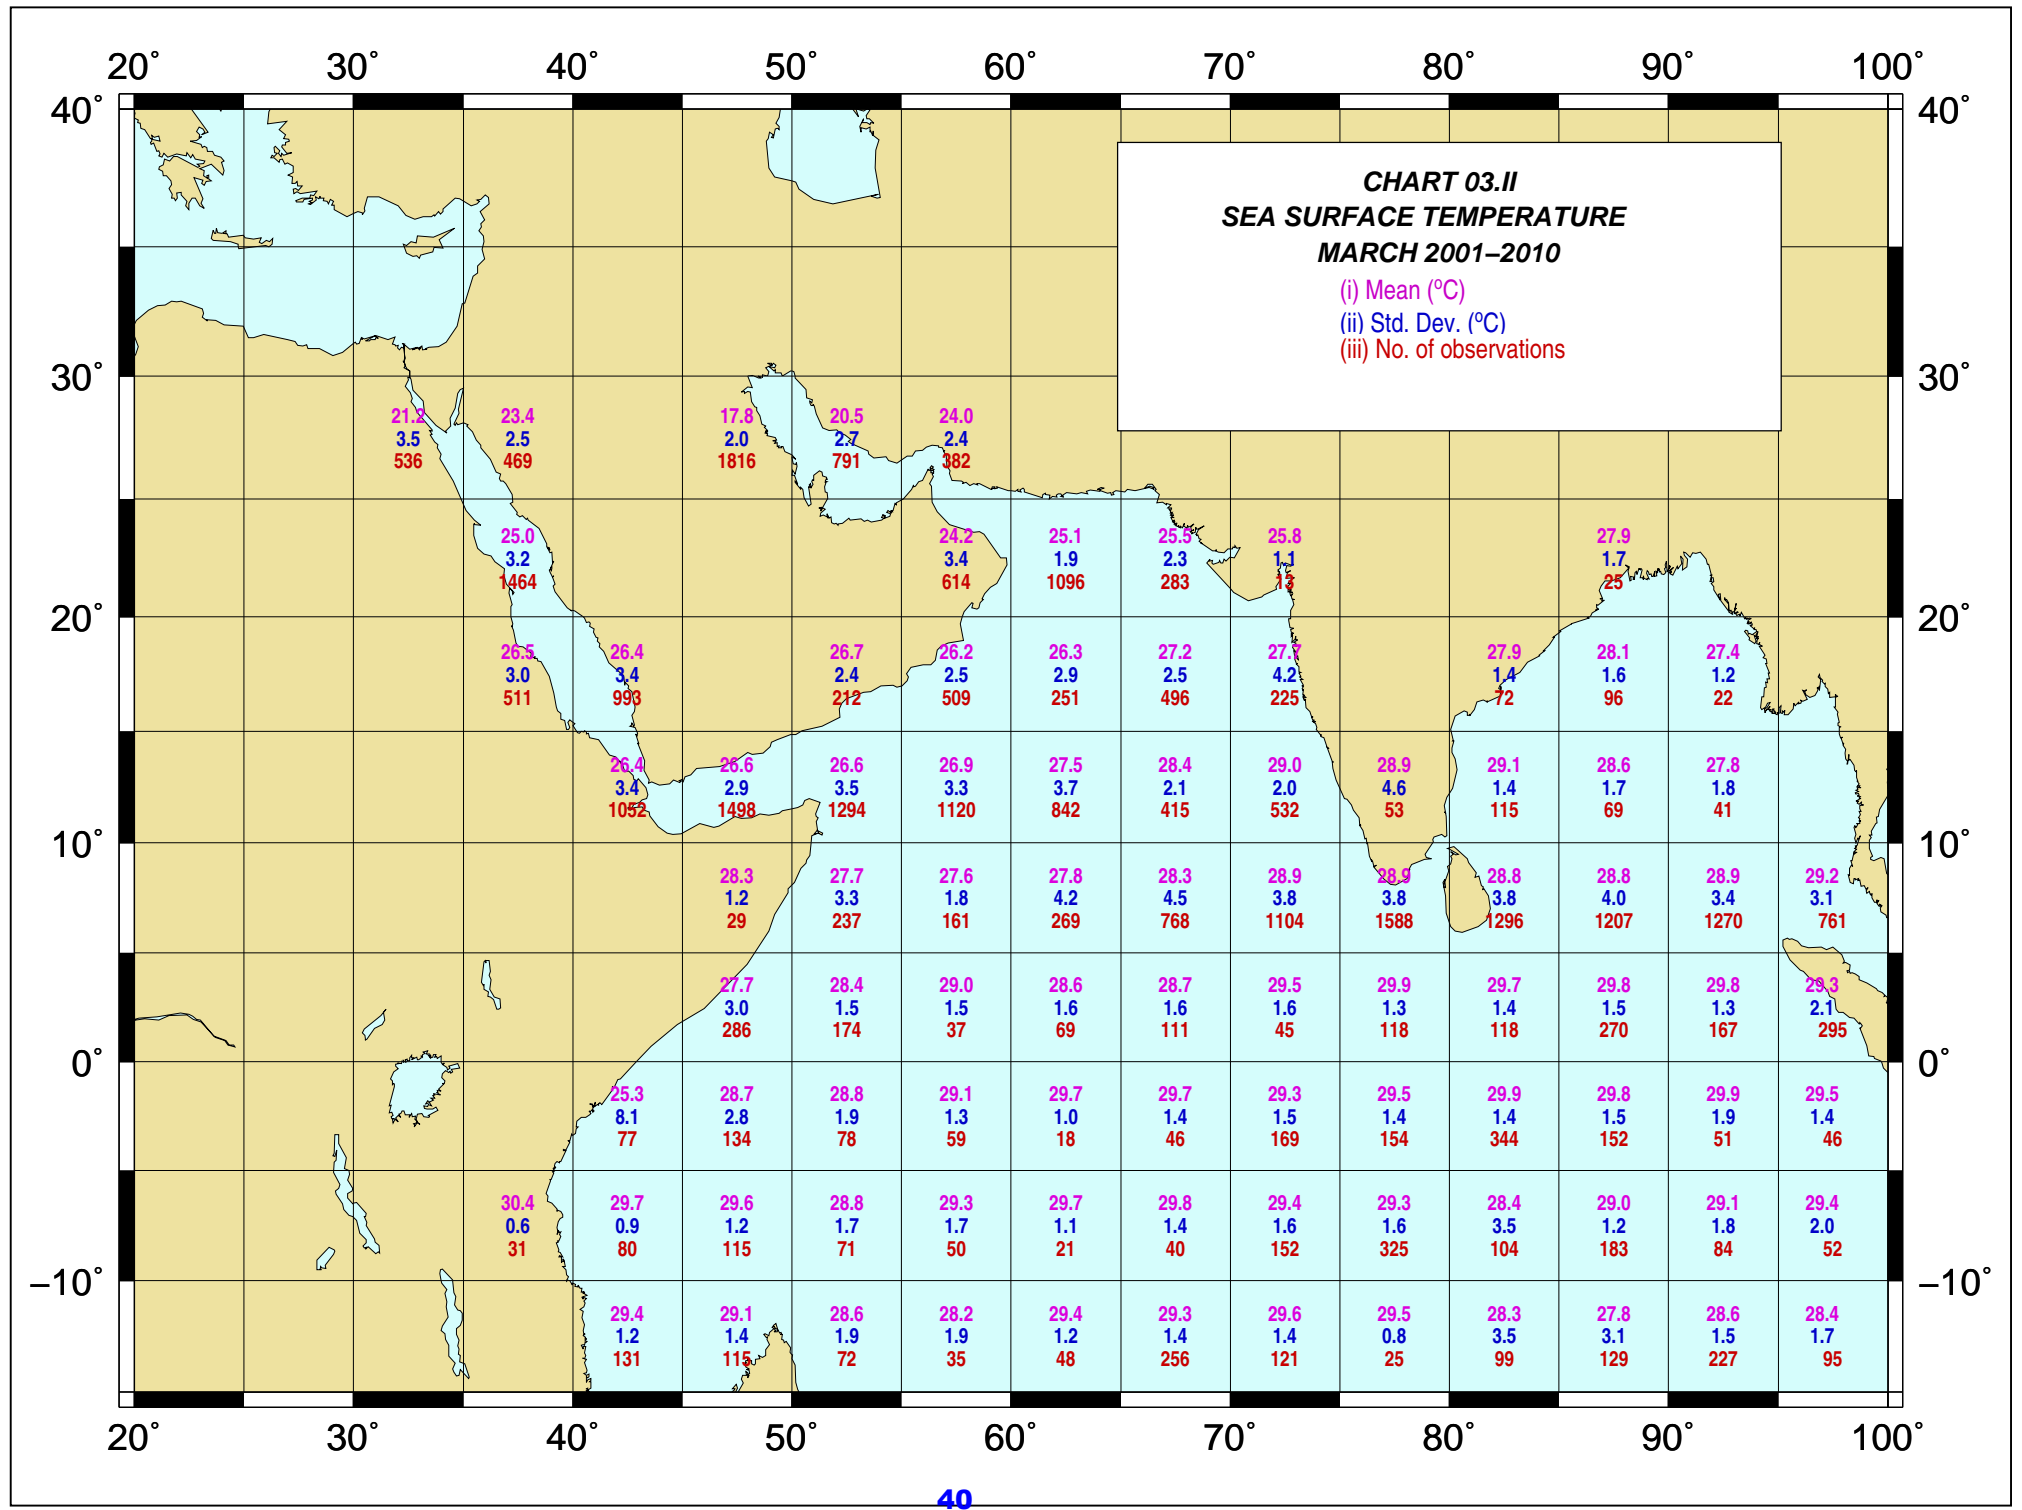 20° 30° 40° 50° 60° 70° 80° 90° 100°
40° 40°
CHART 03.II
SEA SURFACE TEMPERATURE
MARCH 2001–2010
(i) Mean (°C)
(ii) Std. Dev. (°C)
(iii) No. of observations
30° 30°
21.2 23.4 17.8 20.5 24.0
3.5 2.5 2.0 2.7 2.4
536 469 1816 791 382
25.0 24.2 25.1 25.5 25.8 27.9
3.2 3.4 1.9 2.3 1.1 1.7
1464 614 1096 283 13 25
20° 20°
26.5 26.4 26.7 26.2 26.3 27.2 27.7 27.9 28.1 27.4
3.0 3.4 2.4 2.5 2.9 2.5 4.2 1.4 1.6 1.2
511 993 212 509 251 496 225 72 96 22
26.4 26.6 26.6 26.9 27.5 28.4 29.0 28.9 29.1 28.6 27.8
3.4 2.9 3.5 3.3 3.7 2.1 2.0 4.6 1.4 1.7 1.8
1052 1498 1294 1120 842 415 532 53 115 69 41
10° 10°
28.3 27.7 27.6 27.8 28.3 28.9 28.9 28.8 28.8 28.9 29.2
1.2 3.3 1.8 4.2 4.5 3.8 3.8 3.8 4.0 3.4 3.1
29 237 161 269 768 1104 1588 1296 1207 1270 761
27.7 28.4 29.0 28.6 28.7 29.5 29.9 29.7 29.8 29.8 29.3
3.0 1.5 1.5 1.6 1.6 1.6 1.3 1.4 1.5 1.3 2.1
286 174 37 69 111 45 118 118 270 167 295
0° 0°
25.3 28.7 28.8 29.1 29.7 29.7 29.3 29.5 29.9 29.8 29.9 29.5
8.1 2.8 1.9 1.3 1.0 1.4 1.5 1.4 1.4 1.5 1.9 1.4
77 134 78 59 18 46 169 154 344 152 51 46
30.4 29.7 29.6 28.8 29.3 29.7 29.8 29.4 29.3 28.4 29.0 29.1 29.4
0.6 0.9 1.2 1.7 1.7 1.1 1.4 1.6 1.6 3.5 1.2 1.8 2.0
31 80 115 71 50 21 40 152 325 104 183 84 52
–10° –10°
29.4 29.1 28.6 28.2 29.4 29.3 29.6 29.5 28.3 27.8 28.6 28.4
1.2 1.4 1.9 1.9 1.2 1.4 1.4 0.8 3.5 3.1 1.5 1.7
131 115 72 35 48 256 121 25 99 129 227 95
20° 30° 40° 50° 60° 70° 80° 90° 100°
40